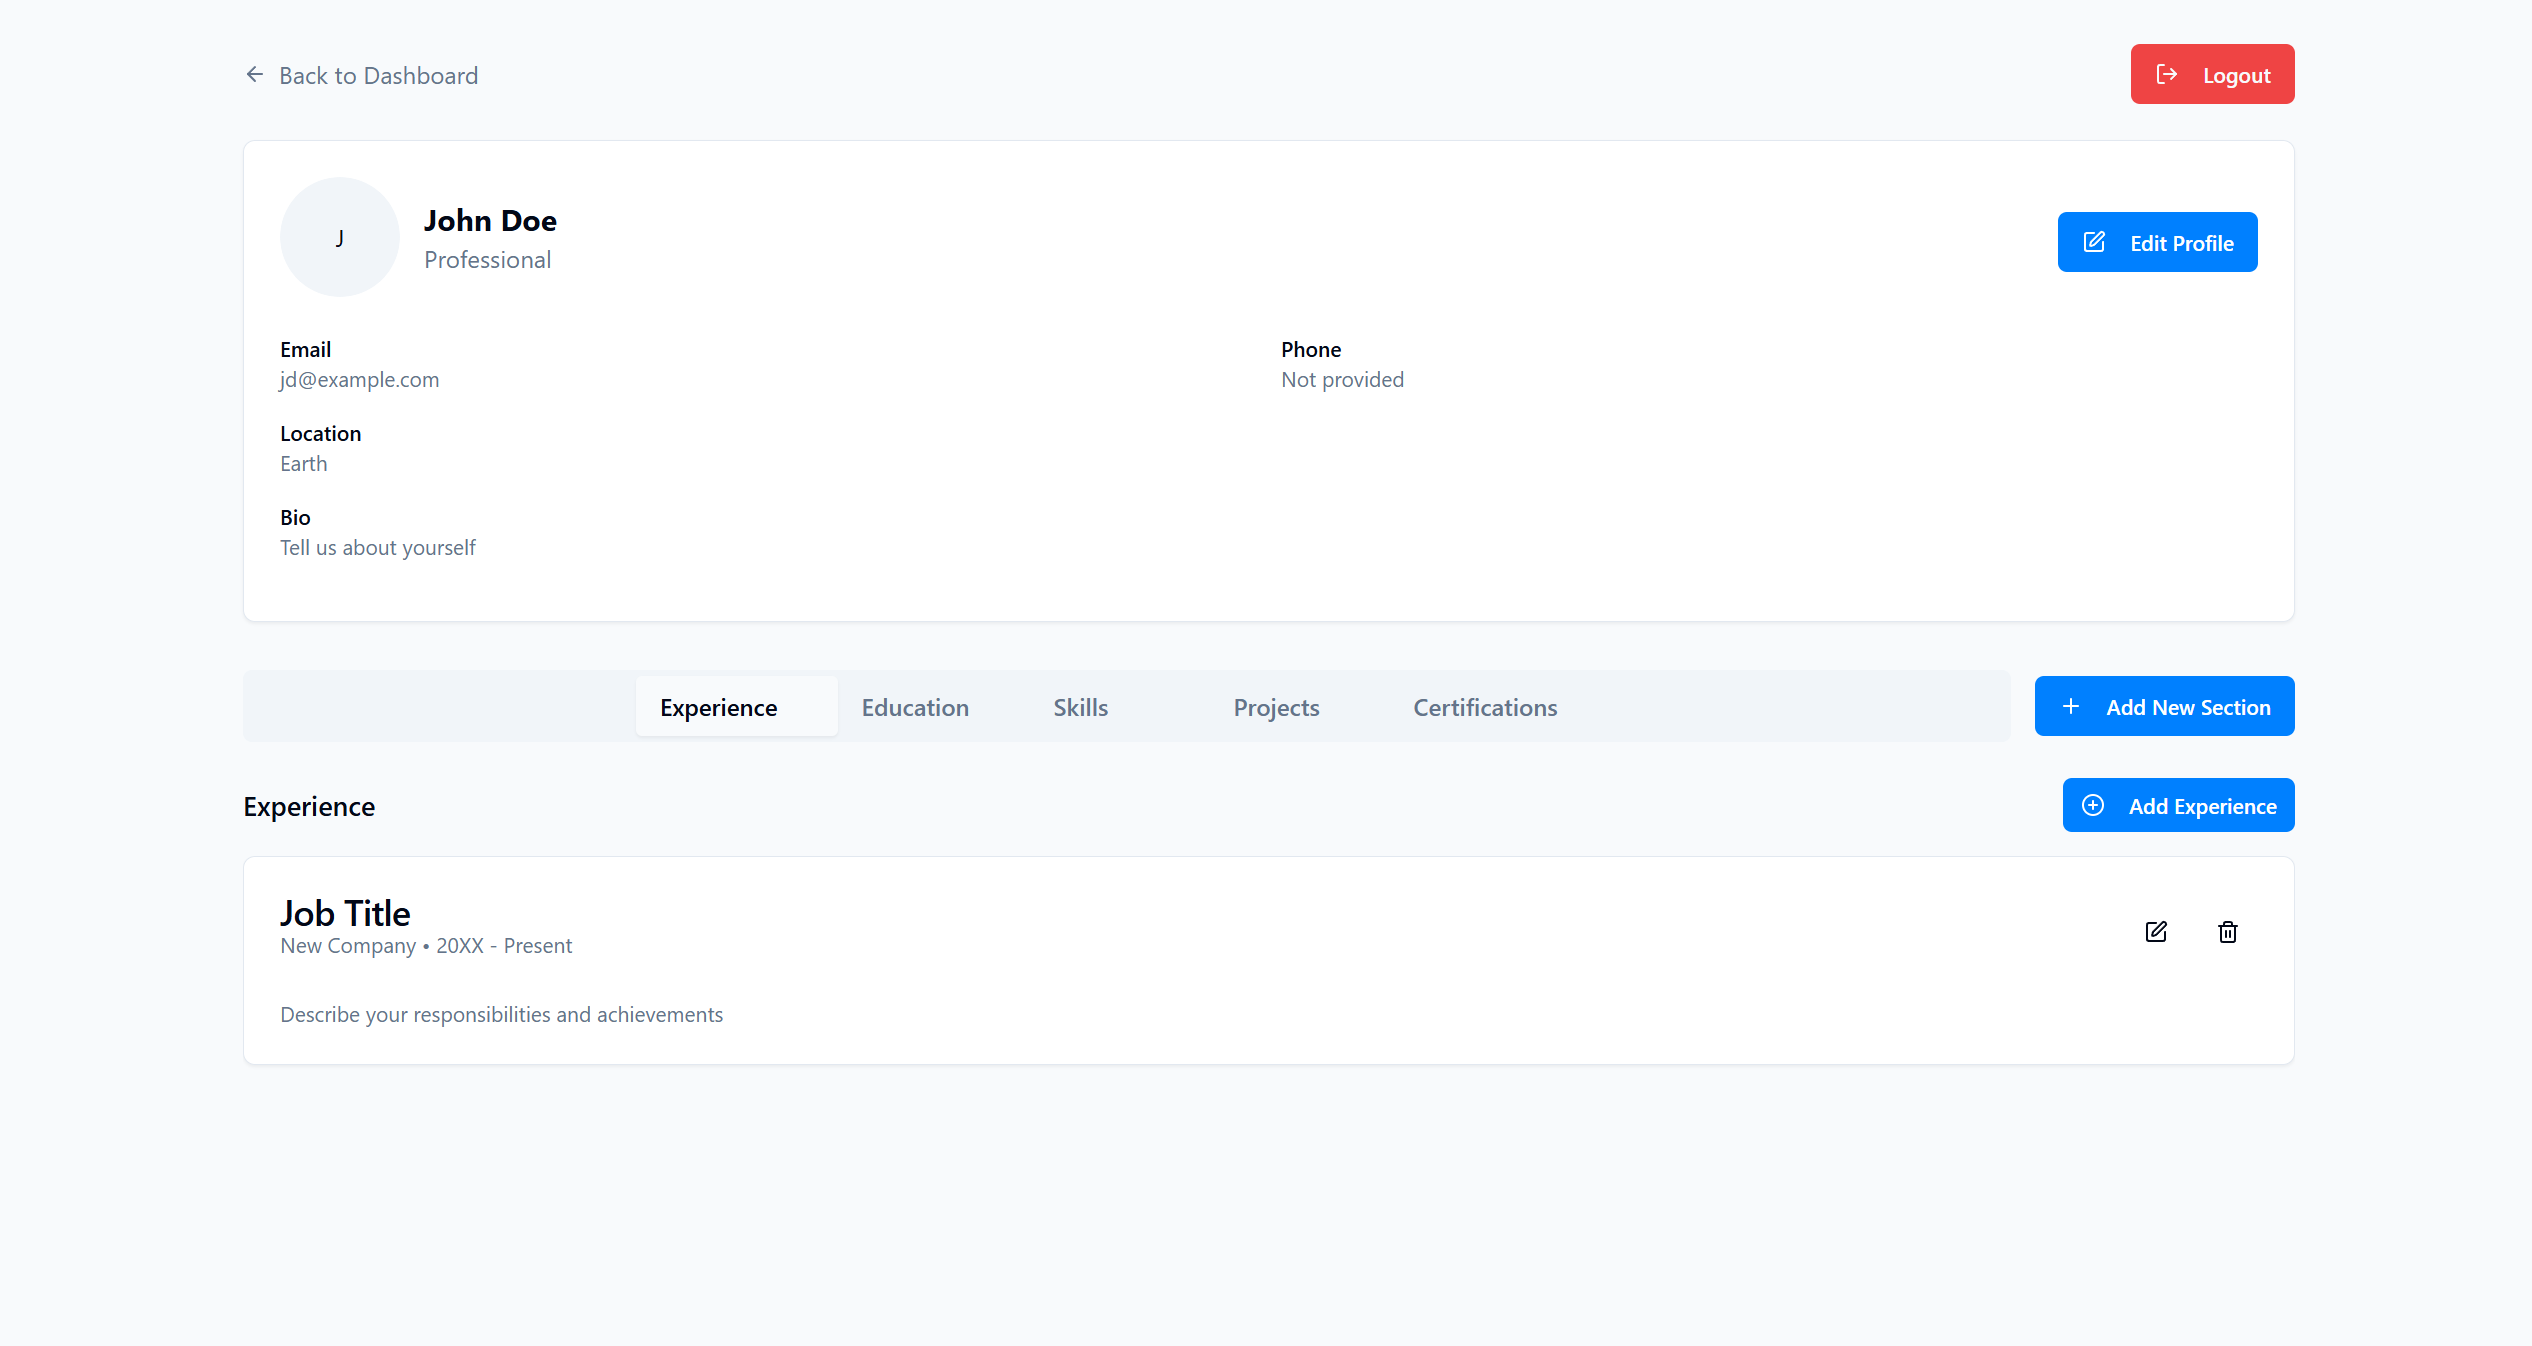 Back to Dashboard
Logout
J
John Doe
Professional
Edit Profile
Email
jd@example.com
Phone
Not provided
Location
Earth
Bio
Tell us about yourself
Experience Education Skills Projects Certifications
Add New Section
Experience
Add Experience
Job Title
New Company • 20XX - Present
Describe your responsibilities and achievements